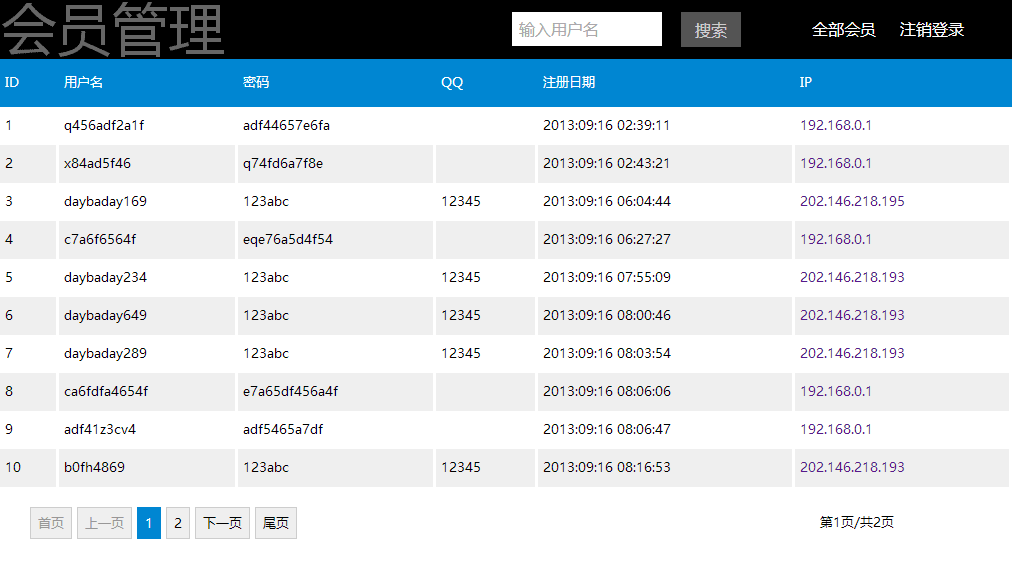 会员管理 输入用户名 搜索 全部会员 注销登录
ID 用户名 密码 QQ 注册日期 IP
1 q456adf2a1f adf44657e6fa 2013:09:16 02:39:11 192.168.0.1
2 x84ad5f46 q74fd6a7f8e 2013:09:16 02:43:21 192.168.0.1
3 daybaday169 123abc 12345 2013:09:16 06:04:44 202.146.218.195
4 c7a6f6564f eqe76a5d4f54 2013:09:16 06:27:27 192.168.0.1
5 daybaday234 123abc 12345 2013:09:16 07:55:09 202.146.218.193
6 daybaday649 123abc 12345 2013:09:16 08:00:46 202.146.218.193
7 daybaday289 123abc 12345 2013:09:16 08:03:54 202.146.218.193
8 ca6fdfa4654f e7a65df456a4f 2013:09:16 08:06:06 192.168.0.1
9 adf41z3cv4 adf5465a7df 2013:09:16 08:06:47 192.168.0.1
10 b0fh4869 123abc 12345 2013:09:16 08:16:53 202.146.218.193
首页 上一页 1 2 下一页 尾页 第1页/共2页